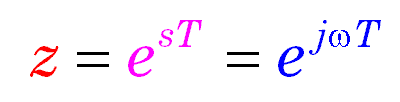 z = e^{sT} = e^{jωT}